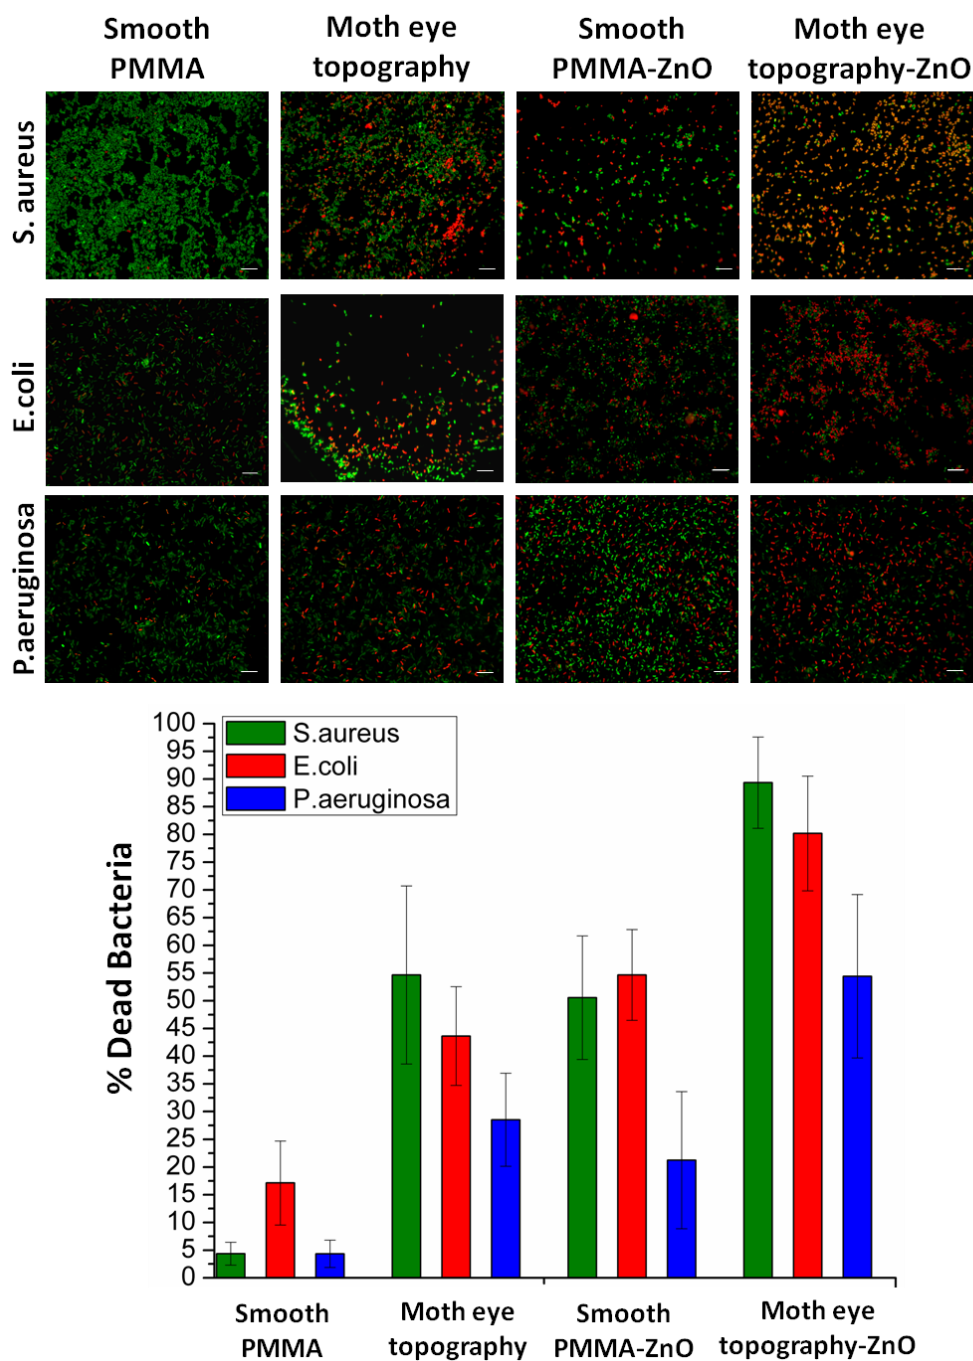 Smooth PMMA
Moth eye topography
Smooth PMMA-ZnO
Moth eye topography-ZnO
S. aureus
E.coli
P.aeruginosa
% Dead Bacteria
100
95
90
85
80
75
70
65
60
55
50
45
40
35
30
25
20
15
10
5
0
S.aureus
E.coli
P.aeruginosa
Smooth PMMA
Moth eye topography
Smooth PMMA-ZnO
Moth eye topography-ZnO